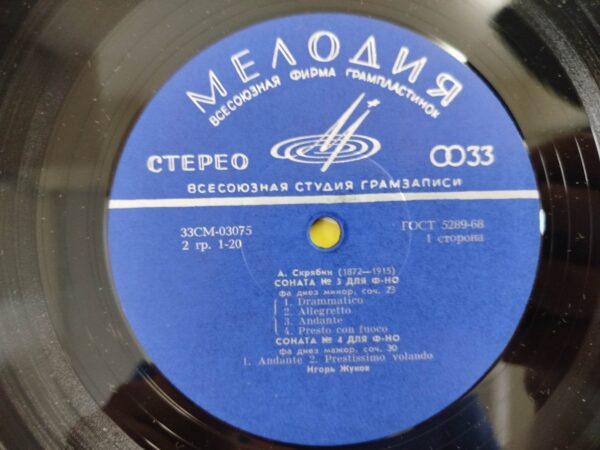 МЕЛОДИЯ
ВСЕСОЮЗНАЯ ФИРМА ГРАМПЛАСТИНОК
СТЕРЕО
33
ВСЕСОЮЗНАЯ СТУДИЯ ГРАМЗАПИСИ
33СМ-03075
ГОСТ 5289-68
2 гр. 1-20
1 сторона
А. Скрябин (1872—1915)
СОНАТА № 3 ДЛЯ Ф-НО
фа диез минор, соч. 23
1. Drammatico
2. Allegretto
3. Andante
4. Presto con fuoco
СОНАТА № 4 ДЛЯ Ф-НО
фа диез мажор, соч. 30
1. Andante 2. Prestissimo volando
Игорь Жуков